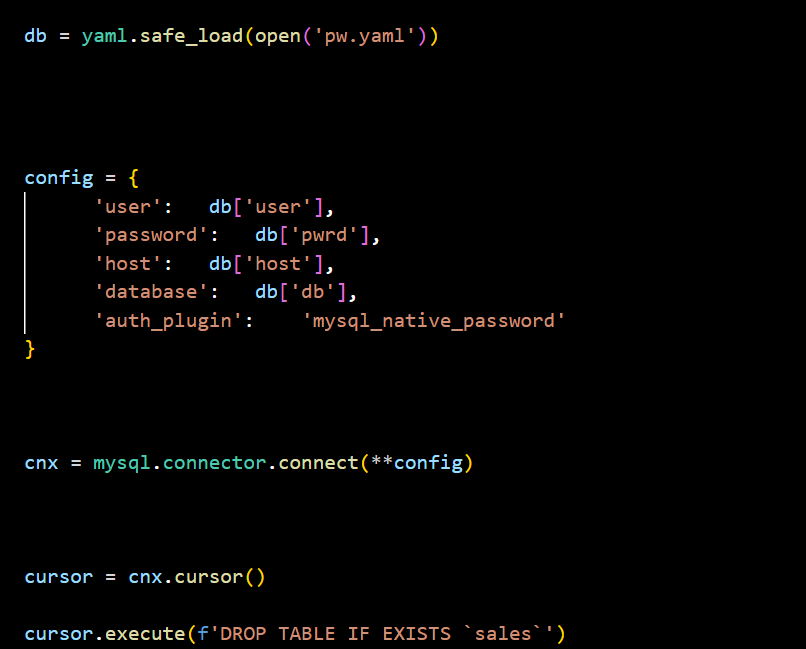 db = yaml.safe_load(open('pw.yaml'))
config = {
      'user':   db['user'],
      'password':   db['pwrd'],
      'host':   db['host'],
      'database':   db['db'],
      'auth_plugin':    'mysql_native_password'
}
cnx = mysql.connector.connect(**config)
cursor = cnx.cursor()
cursor.execute(f'DROP TABLE IF EXISTS `sales`')